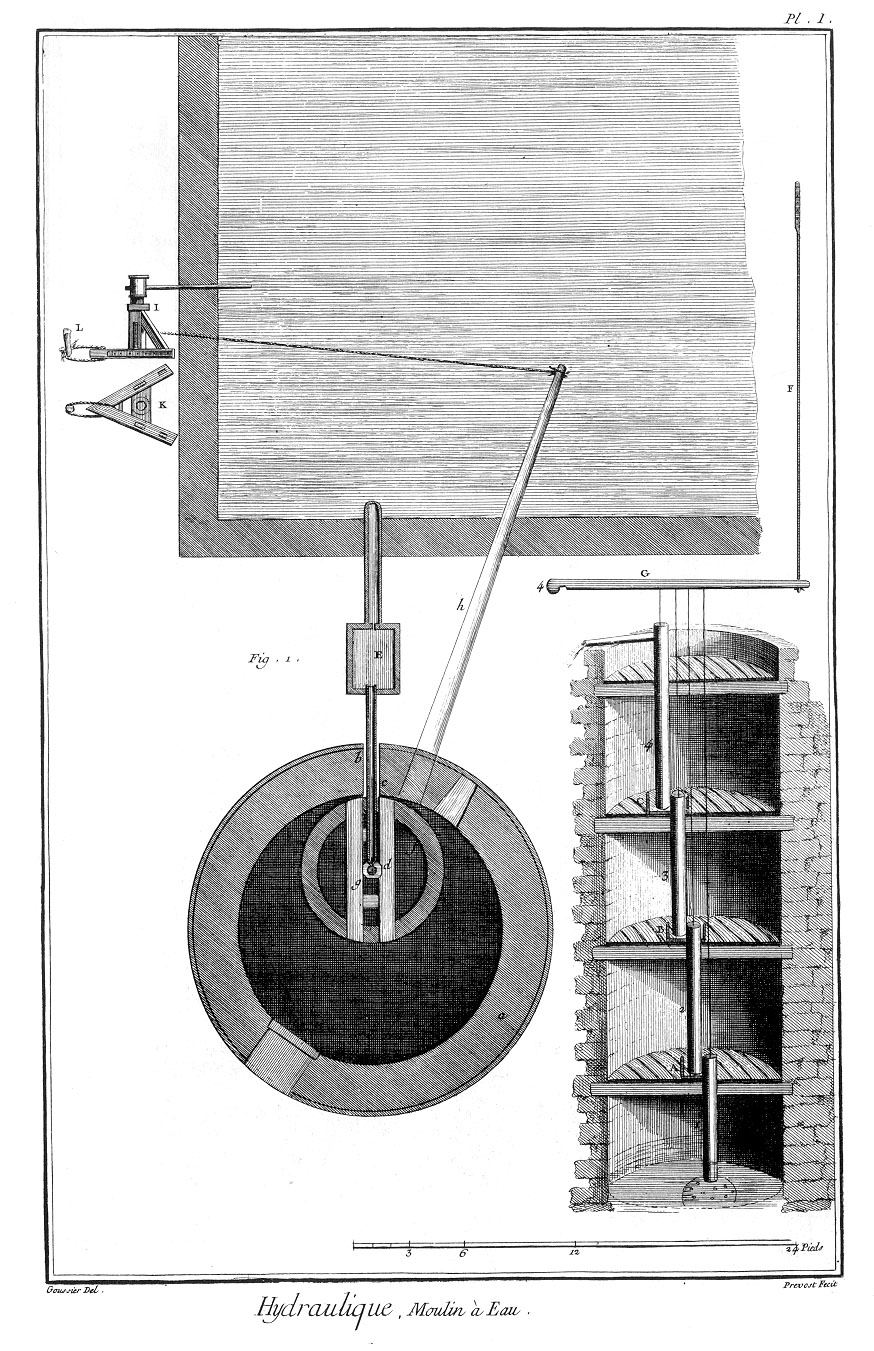 Pl. 1.
I
L
K
F
G
4
h
E
Fig. 1.
b
c
4
C
d
g
3
B
a
2
A
3 6 12 24 Pieds
Goussier Del. Prevost Fecit
Hydraulique, Moulin à Eau.